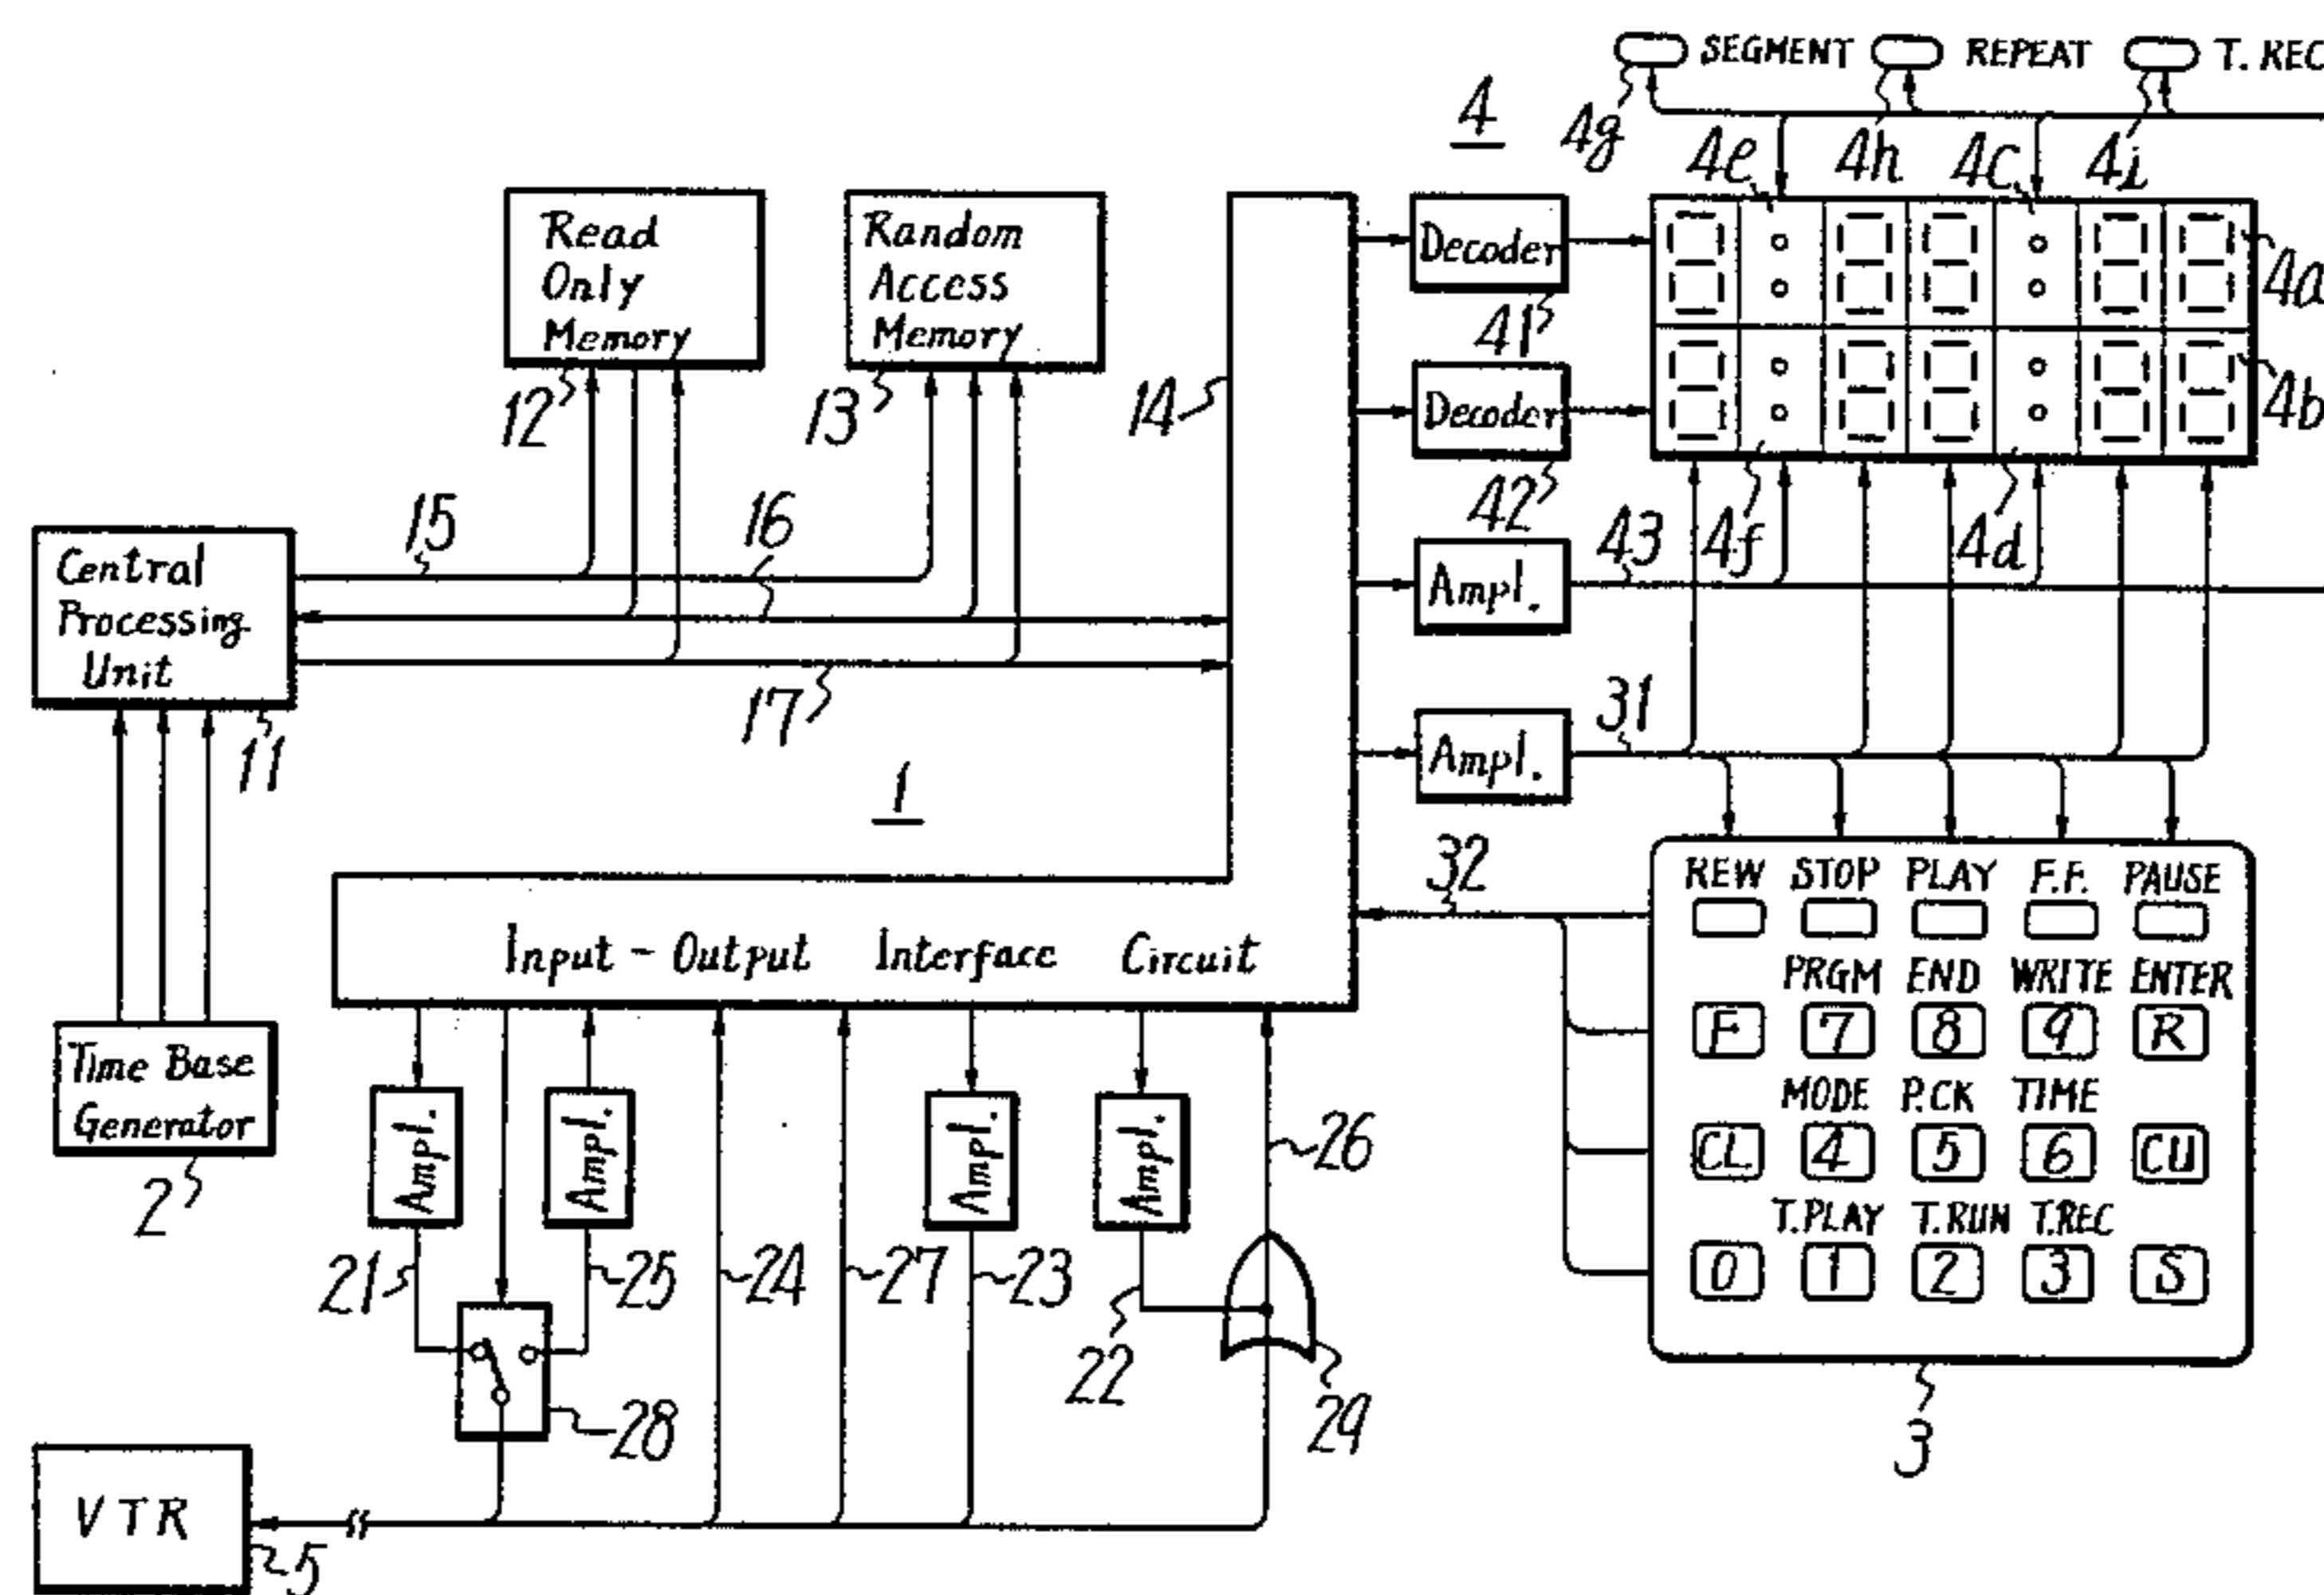 SEGMENT REPEAT T. REC
4
4g 4e 4h 4c 4i
Read Only Memory
Random Access Memory
Decoder
4a
41
12
13
14
Decoder
4b
42
15
16
43
4f
4d
Central Processing Unit
Ampl.
17
31
11
1
Ampl.
32
REW STOP PLAY F.F. PAUSE
Input - Output Interface Circuit
PRGM END WRITE ENTER
F 7 8 9 R
Time Base Generator
MODE P.CK TIME
Ampl. Ampl. Ampl. Ampl.
26
CL 4 5 6 CU
2
T.PLAY T.RUN T.REC
21 25 24 27 23
0 1 2 3 S
22
28
29
3
VTR
5